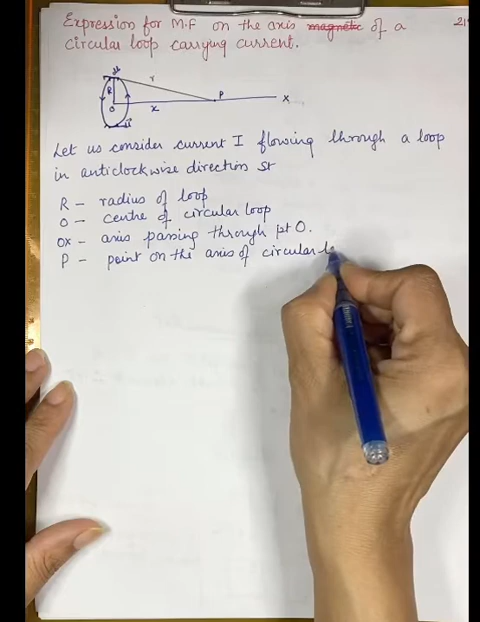 Expression for M.F on the axis magnetic of a
circular loop carrying current.
dl
r
R
P
O
x
X
dl
Let us consider current I flowing through a loop
in anticlockwise direction st
R - radius of loop
O - centre of circular loop
OX - axis passing through pt O.
P - point on the axis of circular l